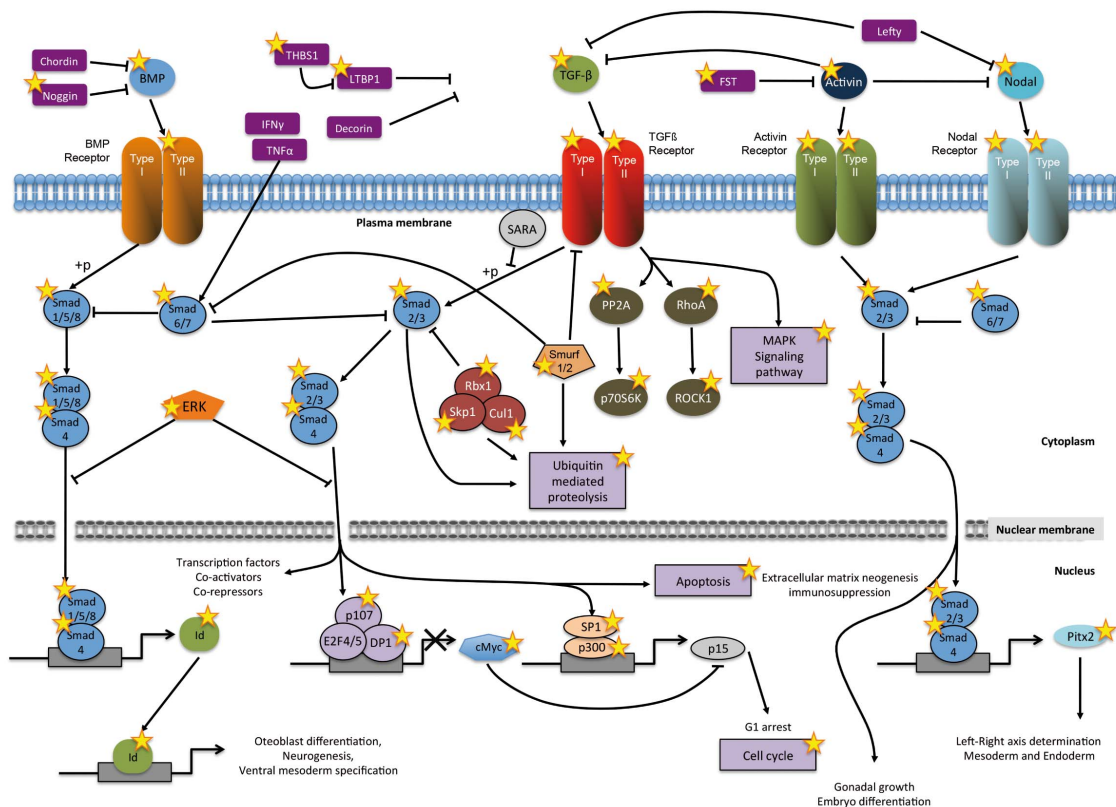 Lefty
Chordin
BMP
THBS1
LTBP1
TGF-β
FST
Activin
Nodal
Noggin
IFNγ
TNFα
Decorin
BMP
Receptor
Type
I
Type
II
TGFß
Receptor
Type
I
Type
II
Activin
Receptor
Type
I
Type
II
Nodal
Receptor
Type
I
Type
II
Plasma membrane
SARA
+p
+p
Smad
1/5/8
Smad
6/7
Smad
2/3
PP2A
RhoA
Smad
2/3
Smad
6/7
MAPK
Signaling
pathway
Smurf
1/2
Rbx1
Skp1
Cul1
p70S6K
ROCK1
Smad
1/5/8
Smad
4
ERK
Smad
2/3
Smad
4
Smad
2/3
Smad
4
Cytoplasm
Ubiquitin
mediated
proteolysis
Nuclear membrane
Nucleus
Transcription factors
Co-activators
Co-repressors
Apoptosis
Extracellular matrix neogenesis
immunosuppression
Smad
1/5/8
Smad
4
Id
p107
E2F4/5
DP1
cMyc
SP1
p300
p15
Smad
2/3
Smad
4
Pitx2
G1 arrest
Cell cycle
Id
Oteoblast differentiation,
Neurogenesis,
Ventral mesoderm specification
Left-Right axis determination
Mesoderm and Endoderm
Gonadal growth
Embryo differentiation